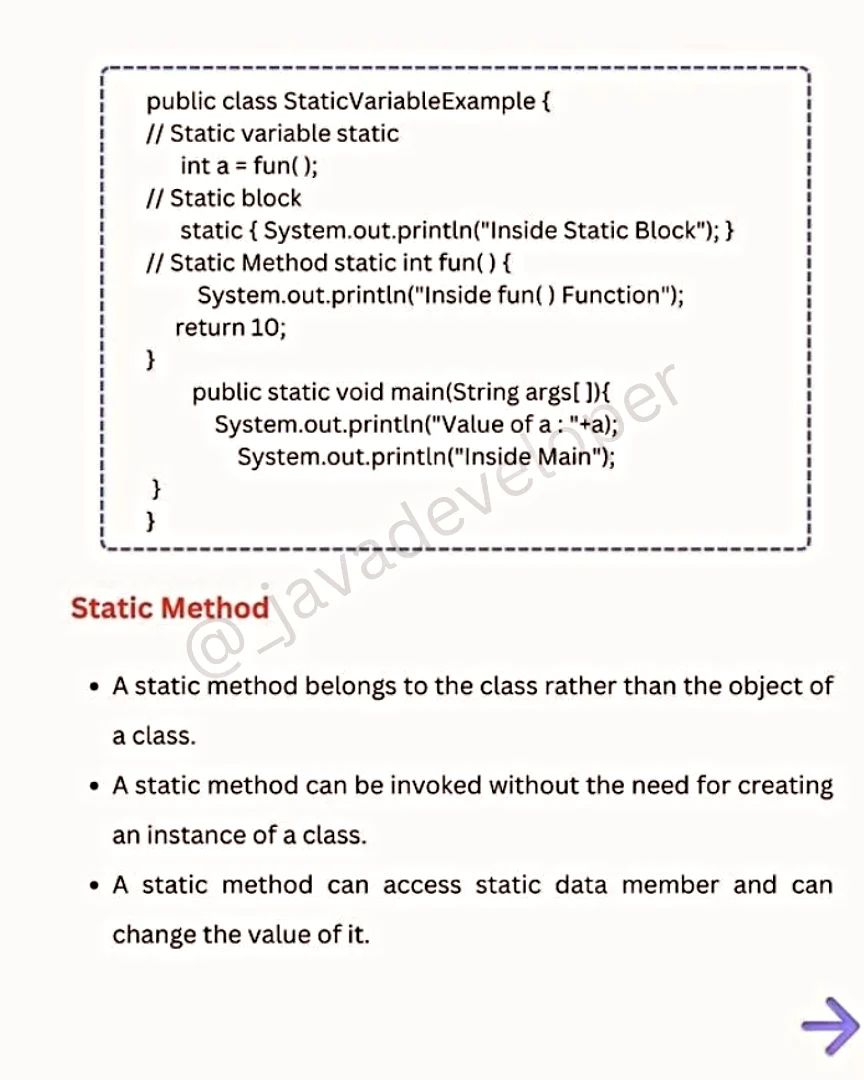 public class StaticVariableExample {
// Static variable static
int a = fun( );
// Static block
static { System.out.println("Inside Static Block"); }
// Static Method static int fun( ) {
System.out.println("Inside fun( ) Function");
return 10;
}
public static void main(String args[ ]){
System.out.println("Value of a : "+a);
System.out.println("Inside Main");
}
}
@_javadeveloper
Static Method
• A static method belongs to the class rather than the object of
a class.
• A static method can be invoked without the need for creating
an instance of a class.
• A static method can access static data member and can
change the value of it.